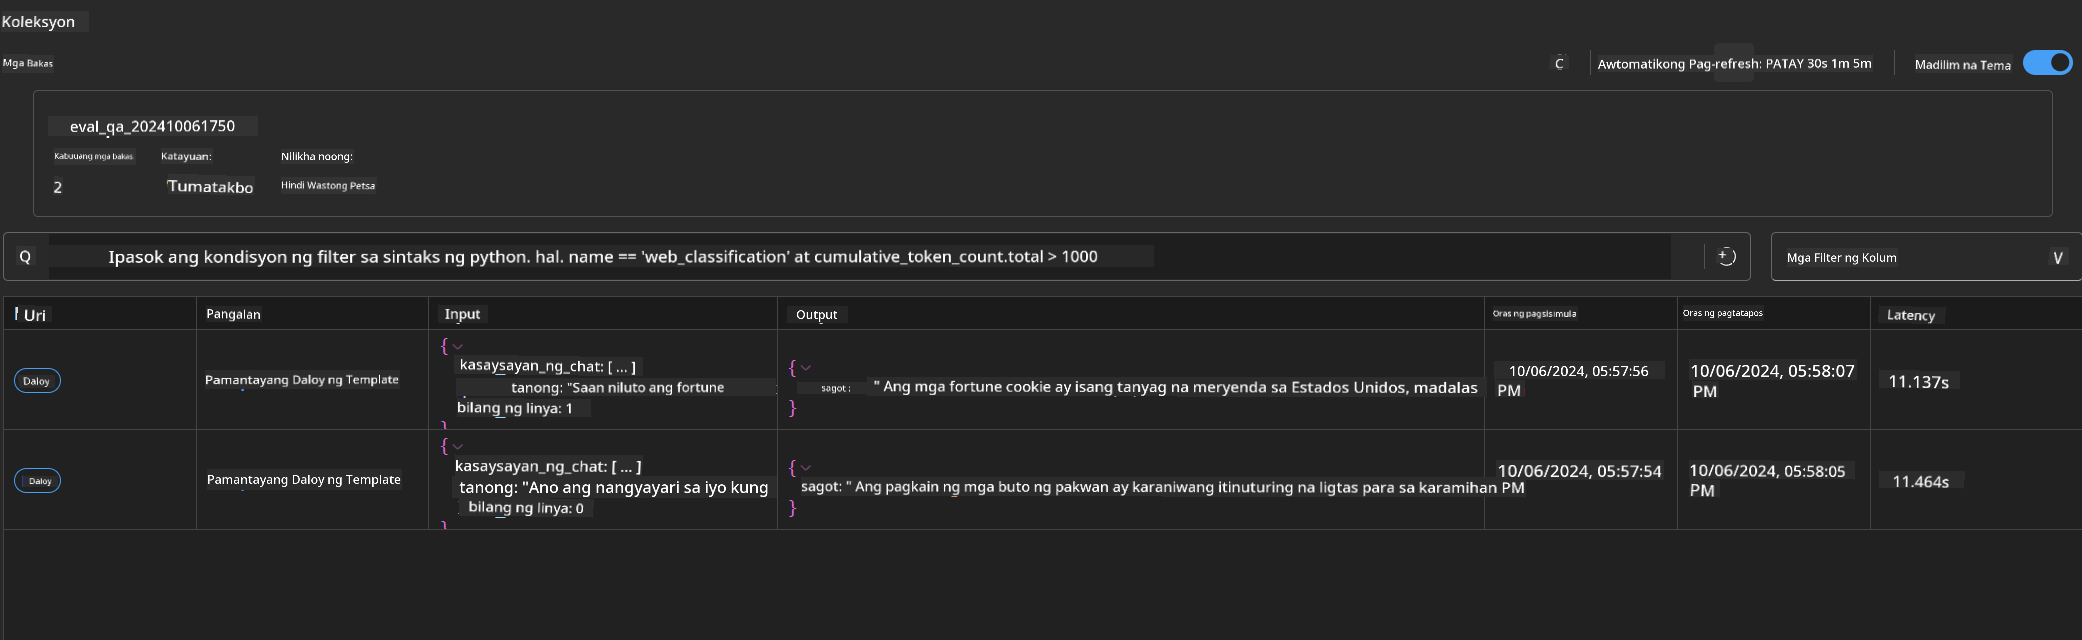 Koleksyon
Mga Bakas
C Awtomatikong Pag-refresh: PATAY 30s 1m 5m Madilim na Tema
eval_qa_202410061750
Kabuuang mga bakas Katayuan: Nilikha noong:
2 Tumatakbo Hindi Wastong Petsa
Q Ipasok ang kondisyon ng filter sa sintaks ng python. hal. name == 'web_classification' at cumulative_token_count.total > 1000 Mga Filter ng Kolum V
Uri Pangalan Input Output Oras ng pagsisimula Oras ng pagtatapos Latency
Daloy Pamantayang Daloy ng Template
{
kasaysayan_ng_chat: [ ... ]
tanong: "Saan niluto ang fortune
bilang ng linya: 1
}
{
sagot : " Ang mga fortune cookie ay isang tanyag na meryenda sa Estados Unidos, madalas
}
10/06/2024, 05:57:56
PM
10/06/2024, 05:58:07
PM
11.137s
Daloy Pamantayang Daloy ng Template
{
kasaysayan_ng_chat: [ ... ]
tanong: "Ano ang nangyayari sa iyo kung
bilang ng linya: 0
}
{
sagot: " Ang pagkain ng mga buto ng pakwan ay karaniwang itinuturing na ligtas para sa karamihan PM
}
10/06/2024, 05:57:54
10/06/2024, 05:58:05
PM
11.464s